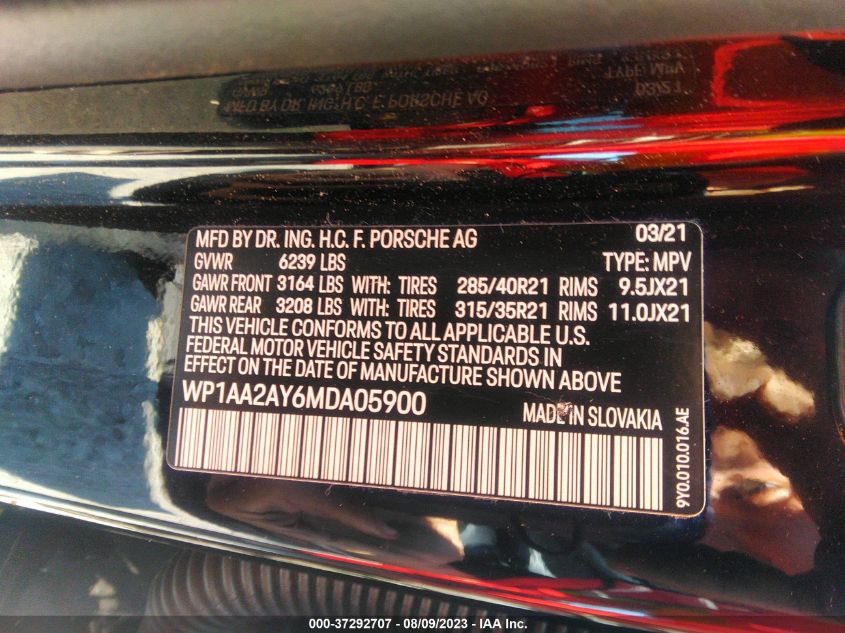 MFD BY DR. ING. H.C. F. PORSCHE AG 03/21
GVWR 6239 LBS TYPE: MPV
GAWR FRONT 3164 LBS WITH: TIRES 285/40R21 RIMS 9.5JX21
GAWR REAR 3208 LBS WITH: TIRES 315/35R21 RIMS 11.0JX21
THIS VEHICLE CONFORMS TO ALL APPLICABLE U.S.
FEDERAL MOTOR VEHICLE SAFETY STANDARDS IN
EFFECT ON THE DATE OF MANUFACTURE SHOWN ABOVE
WP1AA2AY6MDA05900 MADE IN SLOVAKIA
9Y0.010.016.AE
000-37292707 - 08/09/2023 - IAA Inc.